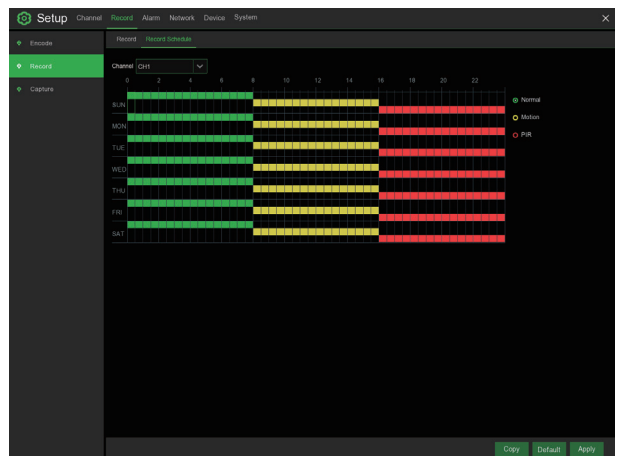 Setup Channel Record Alarm Network Device System
Encode
Record
Capture
Record Record Schedule
Channel CH1
0 2 4 6 8 10 12 14 16 18 20 22
SUN
MON
TUE
WED
THU
FRI
SAT
Normal
Motion
PIR
Copy Default Apply